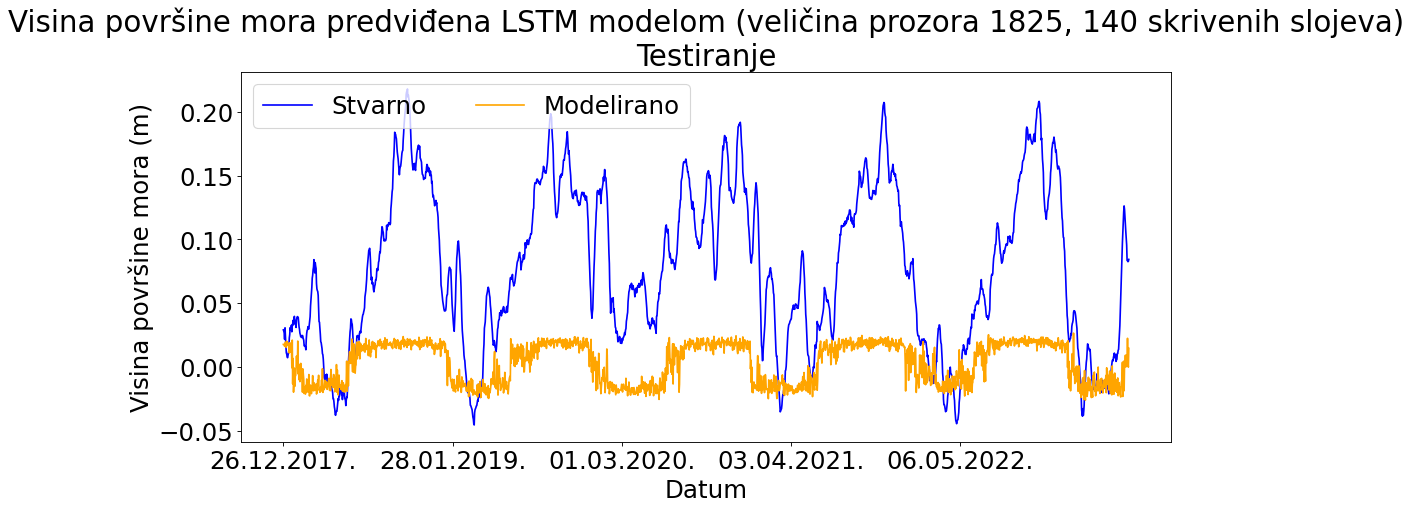 Visina površine mora predviđena LSTM modelom (veličina prozora 1825, 140 skrivenih slojeva)
Testiranje
Stvarno
Modelirano
Visina površine mora (m)
0.20
0.15
0.10
0.05
0.00
−0.05
26.12.2017.
28.01.2019.
01.03.2020.
03.04.2021.
06.05.2022.
Datum